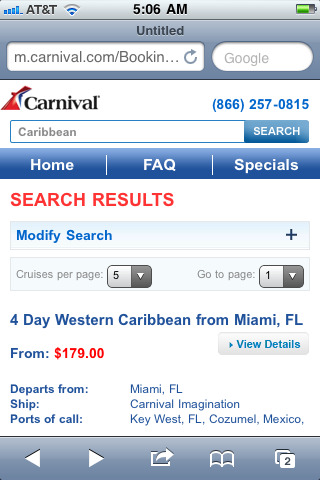 AT&T 5:06 AM
Untitled
m.carnival.com/Bookin... Google
Carnival (866) 257-0815
Caribbean SEARCH
Home FAQ Specials
SEARCH RESULTS
Modify Search +
Cruises per page: 5 Go to page: 1
4 Day Western Caribbean from Miami, FL
View Details
From: $179.00
Departs from: Miami, FL
Ship: Carnival Imagination
Ports of call: Key West, FL, Cozumel, Mexico,
2